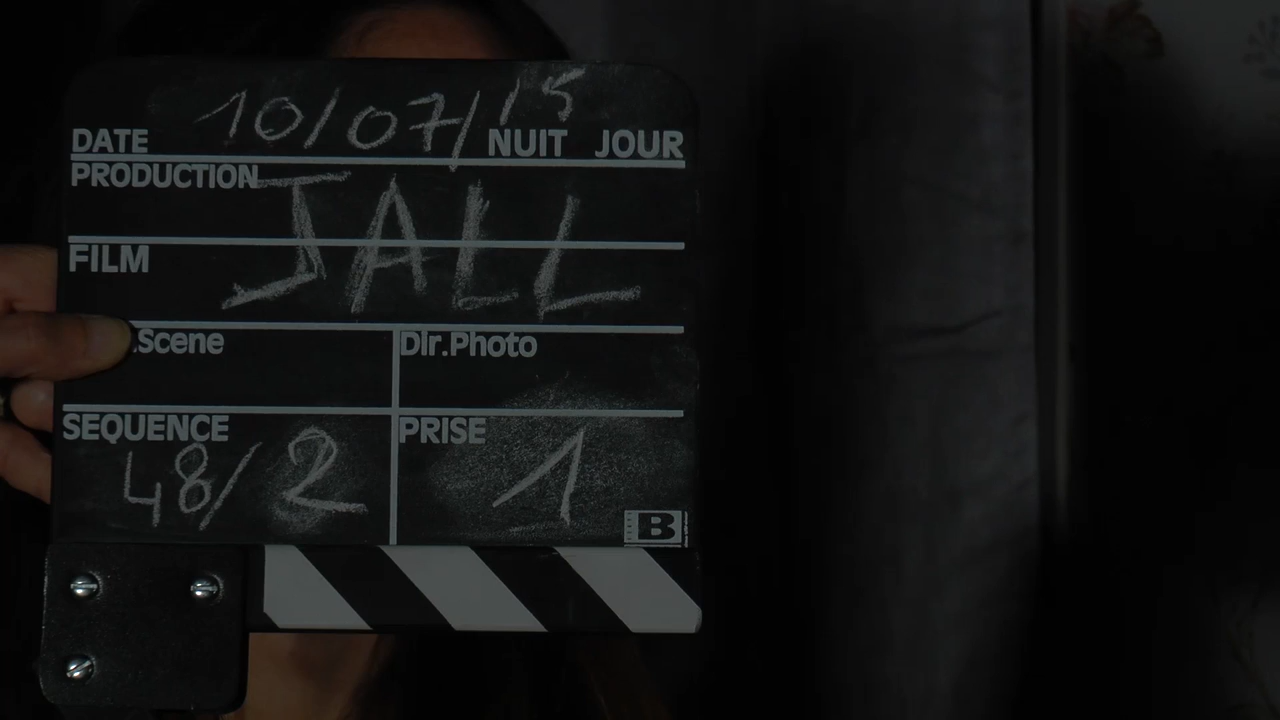 DATE 10/07/15 NUIT JOUR
PRODUCTION JALL
FILM
.Scene Dir.Photo
SEQUENCE 48/2 PRISE 1
B